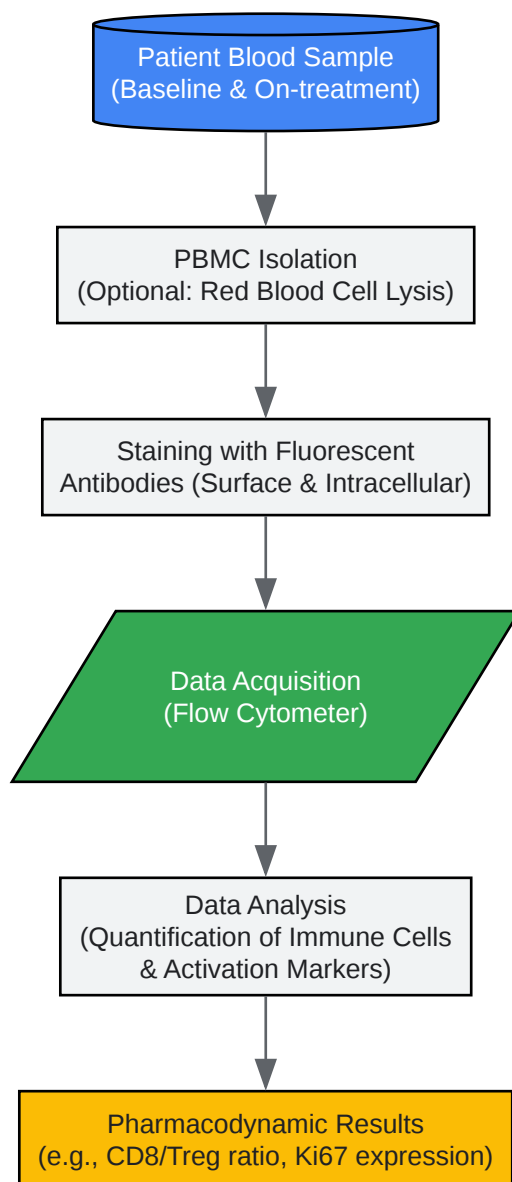 Patient Blood Sample
(Baseline & On-treatment)
PBMC Isolation
(Optional: Red Blood Cell Lysis)
Staining with Fluorescent
Antibodies (Surface & Intracellular)
Data Acquisition
(Flow Cytometer)
Data Analysis
(Quantification of Immune Cells
& Activation Markers)
Pharmacodynamic Results
(e.g., CD8/Treg ratio, Ki67 expression)